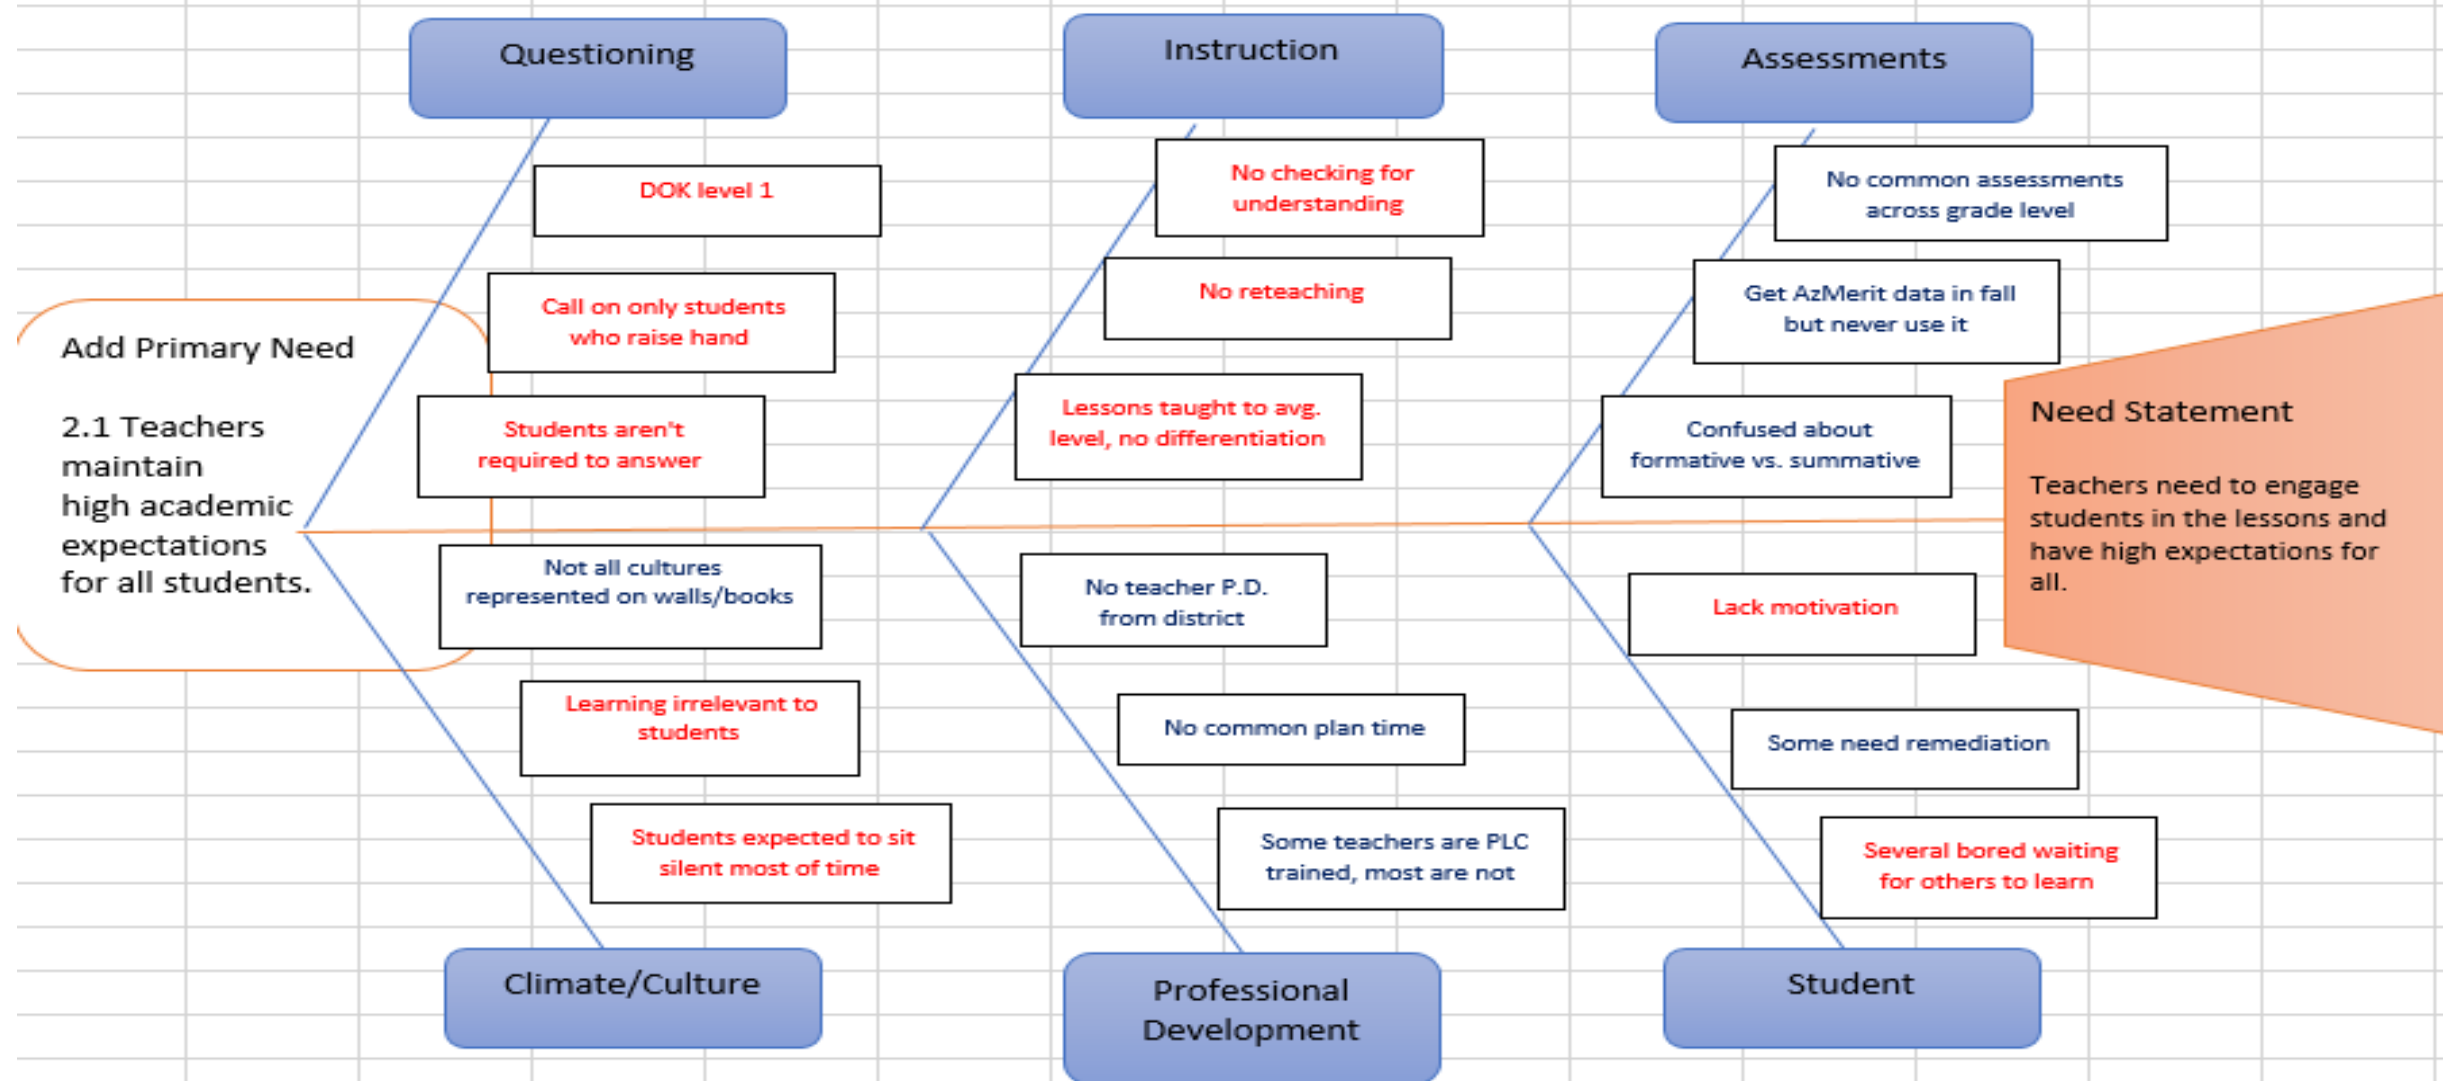 Questioning
Instruction
Assessments
DOK level 1
Call on only students
who raise hand
Students aren't
required to answer
No checking for
understanding
No reteaching
Lessons taught to avg.
level, no differentiation
No common assessments
across grade level
Get AzMerit data in fall
but never use it
Confused about
formative vs. summative
Add Primary Need
2.1 Teachers
maintain
high academic
expectations
for all students.
Need Statement
Teachers need to engage
students in the lessons and
have high expectations for
all.
Not all cultures
represented on walls/books
Learning irrelevant to
students
Students expected to sit
silent most of time
No teacher P.D.
from district
No common plan time
Some teachers are PLC
trained, most are not
Lack motivation
Some need remediation
Several bored waiting
for others to learn
Climate/Culture
Professional
Development
Student